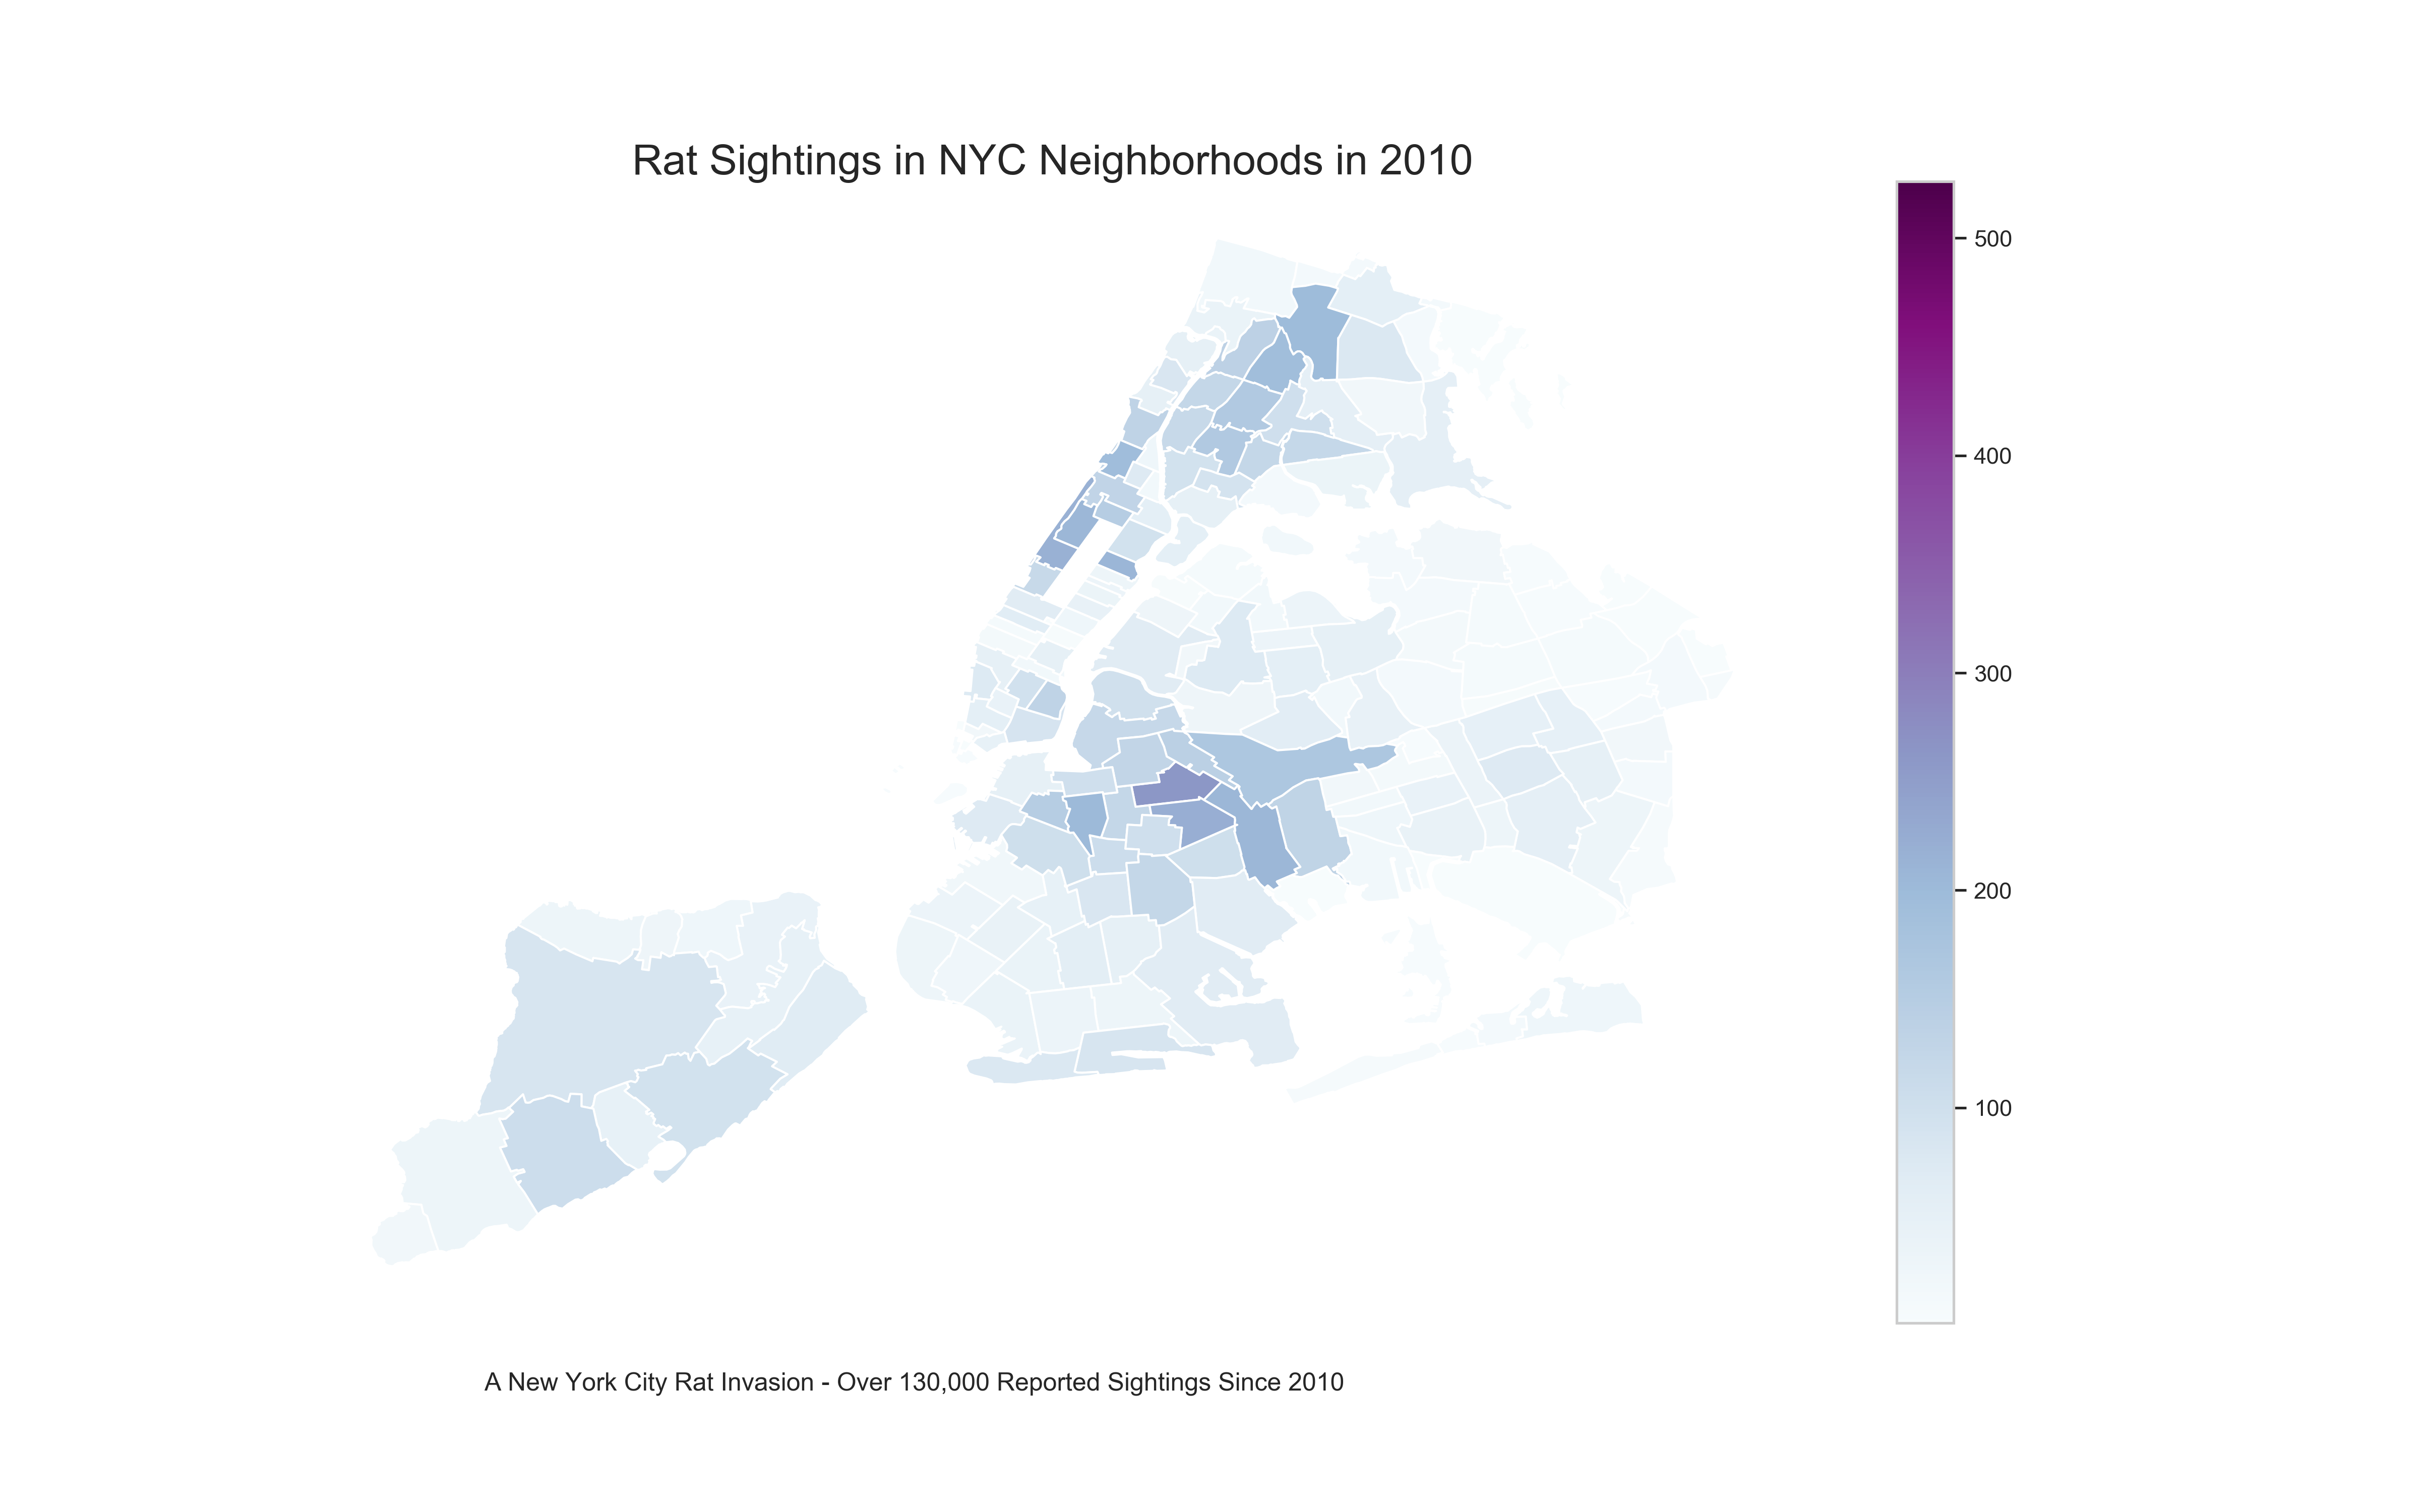 Rat Sightings in NYC Neighborhoods in 2010
500
400
300
200
100
A New York City Rat Invasion - Over 130,000 Reported Sightings Since 2010